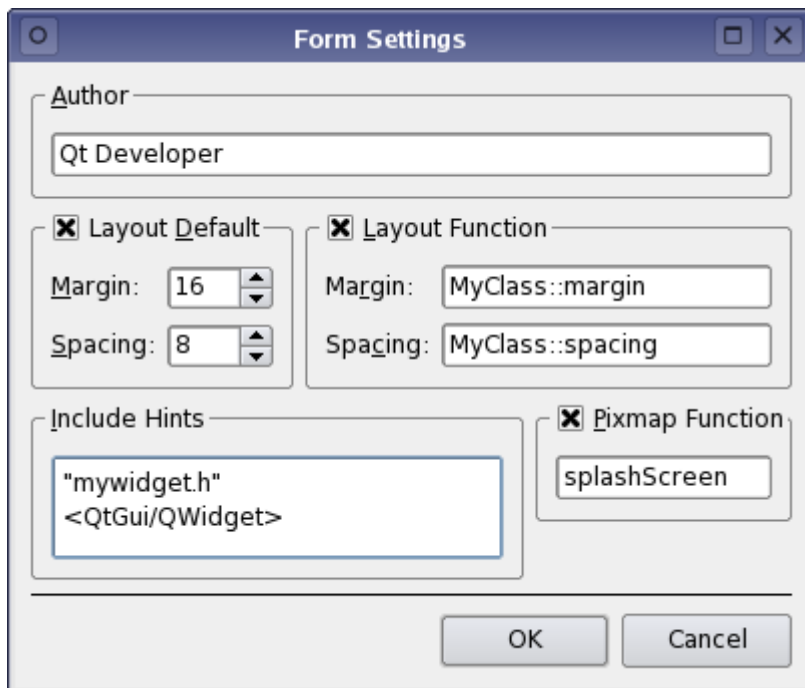 Form Settings
Author
Qt Developer
Layout Default
Margin: 16
Spacing: 8
Layout Function
Margin: MyClass::margin
Spacing: MyClass::spacing
Include Hints
"mywidget.h"
<QtGui/QWidget>
Pixmap Function
splashScreen
OK
Cancel